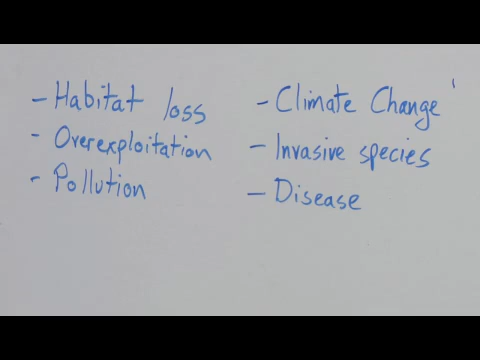 - Habitat loss
- Overexploitation
- Pollution
- Climate Change
- Invasive species
- Disease